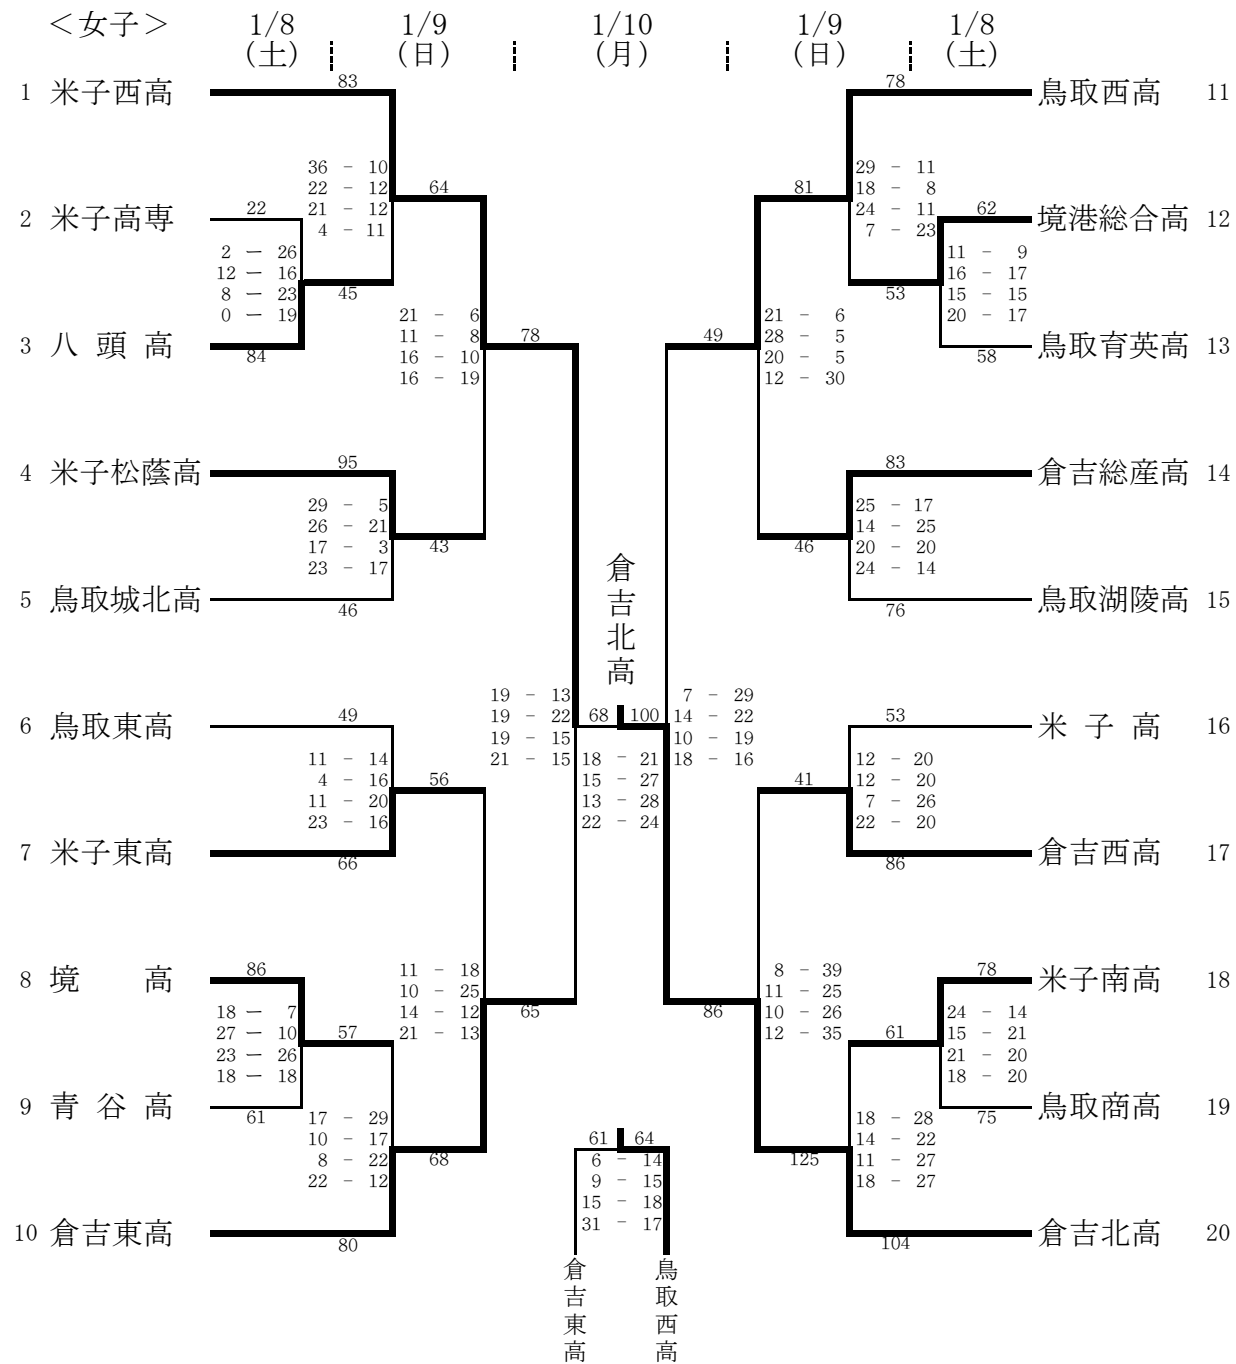 ＜女子＞ 1/8 1/9 1/10 1/9 1/8
（土） （日） （月） （日） （土）
83 78
1 米子西高 鳥取西高 11
36 - 10 29 - 11
22 - 12 64 81 18 - 8
21 - 12 24 - 11
4 - 11 7 - 23
22 62
2 米子高専 境港総合高 12
2 ー 26 11 - 9
12 ー 16 16 - 17
8 ー 23 45 53 15 - 15
0 ー 19 20 - 17
21 - 6 21 - 6
11 - 8 78 49 28 - 5
16 - 10 20 - 5
16 - 19 12 - 30
3 八頭高 鳥取育英高 13
84 58
95 83
4 米子松蔭高 倉吉総産高 14
29 - 5 25 - 17
26 - 21 14 - 25
17 - 3 43 46 20 - 20
23 - 17 24 - 14
倉吉北高
5 鳥取城北高 鳥取湖陵高 15
46 76
19 - 13 7 - 29
19 - 22 68 100 14 - 22
19 - 15 10 - 19
21 - 15 18 - 16
49 53
6 鳥取東高 米子高 16
18 - 21
15 - 27
13 - 28
22 - 24
11 - 14 12 - 20
4 - 16 56 41 12 - 20
11 - 20 7 - 26
23 - 16 22 - 20
7 米子東高 倉吉西高 17
66 86
11 - 18 8 - 39
10 - 25 11 - 25
14 - 12 65 86 10 - 26
21 - 13 12 - 35
86 78
8 境高 米子南高 18
18 ー 7 24 - 14
27 ー 10 57 61 15 - 21
23 ー 26 21 - 20
18 ー 18 18 - 20
9 青谷高 鳥取商高 19
61 75
17 - 29 18 - 28
10 - 17 14 - 22
8 - 22 68 125 11 - 27
22 - 12 18 - 27
61 64
6 - 14
9 - 15
15 - 18
31 - 17
10 倉吉東高 倉吉北高 20
80 104
倉吉東高 鳥取西高